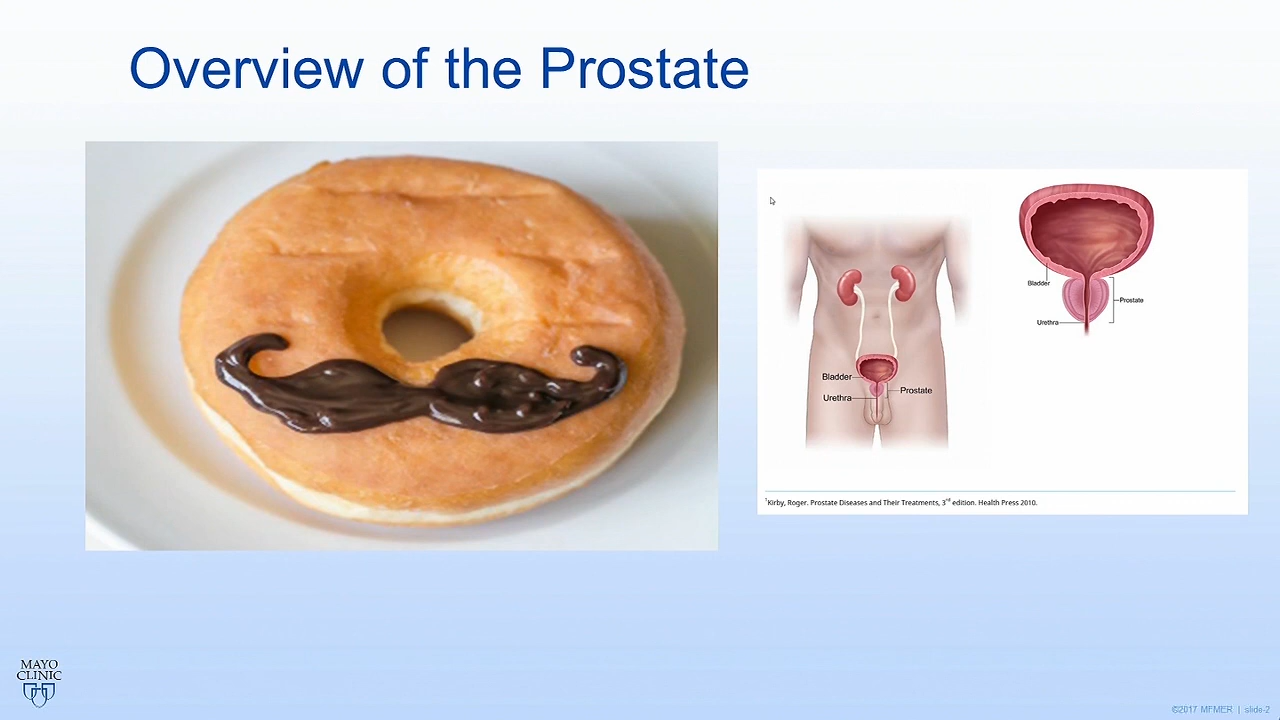 Overview of the Prostate
Bladder
Prostate
Urethra
Bladder
Prostate
Urethra
¹Kirby, Roger. Prostate Diseases and Their Treatments, 3rd edition. Health Press 2010.
MAYO
CLINIC
©2017 MFMER | slide-2